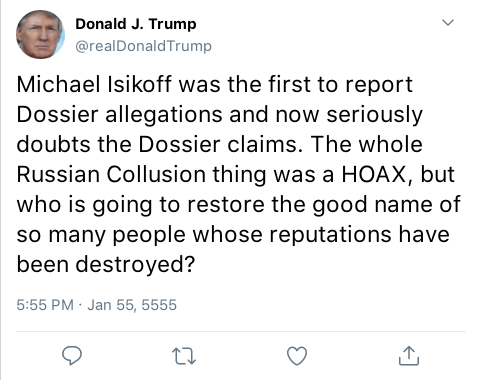 Donald J. Trump
@realDonaldTrump
Michael Isikoff was the first to report
Dossier allegations and now seriously
doubts the Dossier claims. The whole
Russian Collusion thing was a HOAX, but
who is going to restore the good name of
so many people whose reputations have
been destroyed?
5:55 PM · Jan 55, 5555